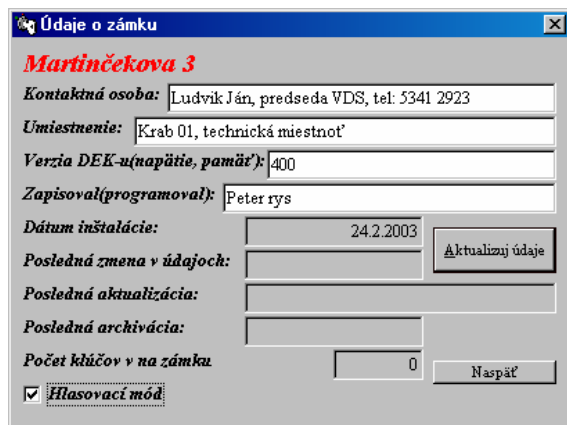 Údaje o zámku
Martinčekova 3
Kontaktná osoba: Ludvik Ján, predseda VDS, tel: 5341 2923
Umiestnenie: Krab 01, technická miestnoť
Verzia DEK-u(napätie, pamäť): 400
Zapisoval(programoval): Peter rys
Dátum inštalácie: 24.2.2003
Aktualizuj údaje
Posledná zmena v údajoch:
Posledná aktualizácia:
Posledná archivácia:
Počet kľúčov v na zámku 0
Naspäť
Hlasovací mód